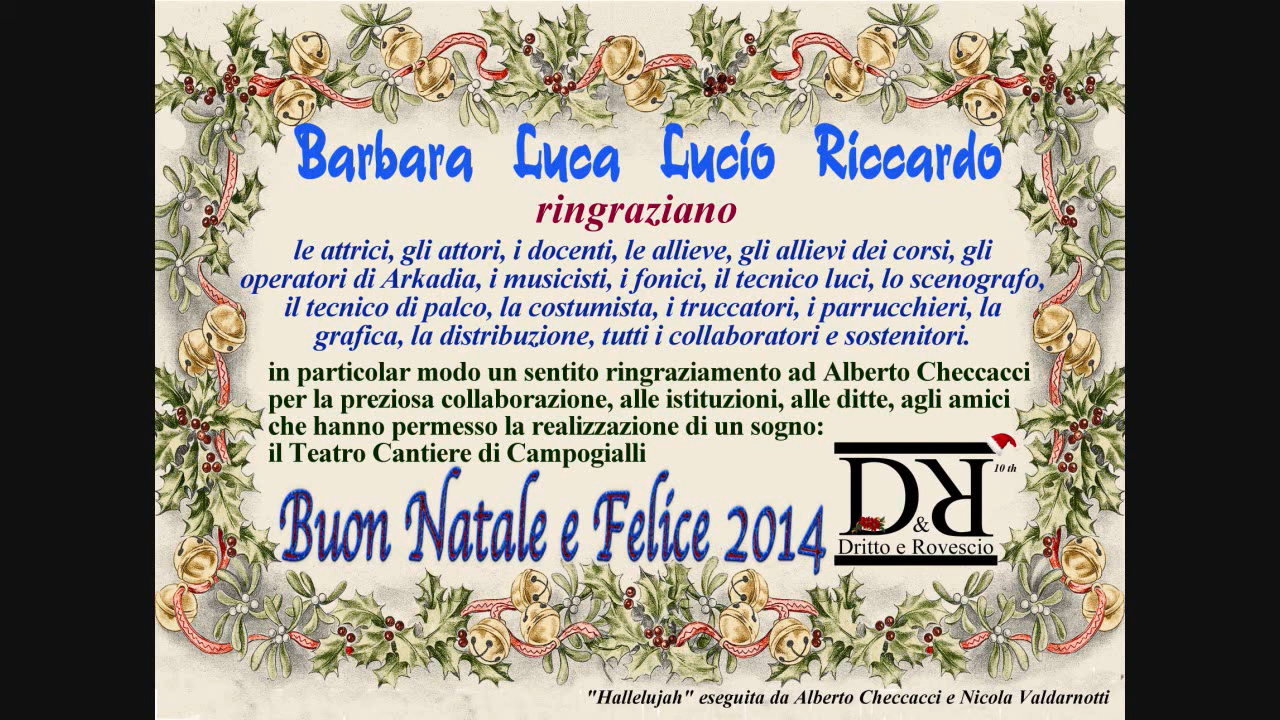 Barbara Luca Lucio Riccardo
ringraziano
le attrici, gli attori, i docenti, le allieve, gli allievi dei corsi, gli
operatori di Arkadia, i musicisti, i fonici, il tecnico luci, lo scenografo,
il tecnico di palco, la costumista, i truccatori, i parrucchieri, la
grafica, la distribuzione, tutti i collaboratori e sostenitori.
in particolar modo un sentito ringraziamento ad Alberto Checcacci
per la preziosa collaborazione, alle istituzioni, alle ditte, agli amici
che hanno permesso la realizzazione di un sogno:
il Teatro Cantiere di Campogialli
Buon Natale e Felice 2014
D&R
10 th
Dritto e Rovescio
"Hallelujah" eseguita da Alberto Checcacci e Nicola Valdarnotti